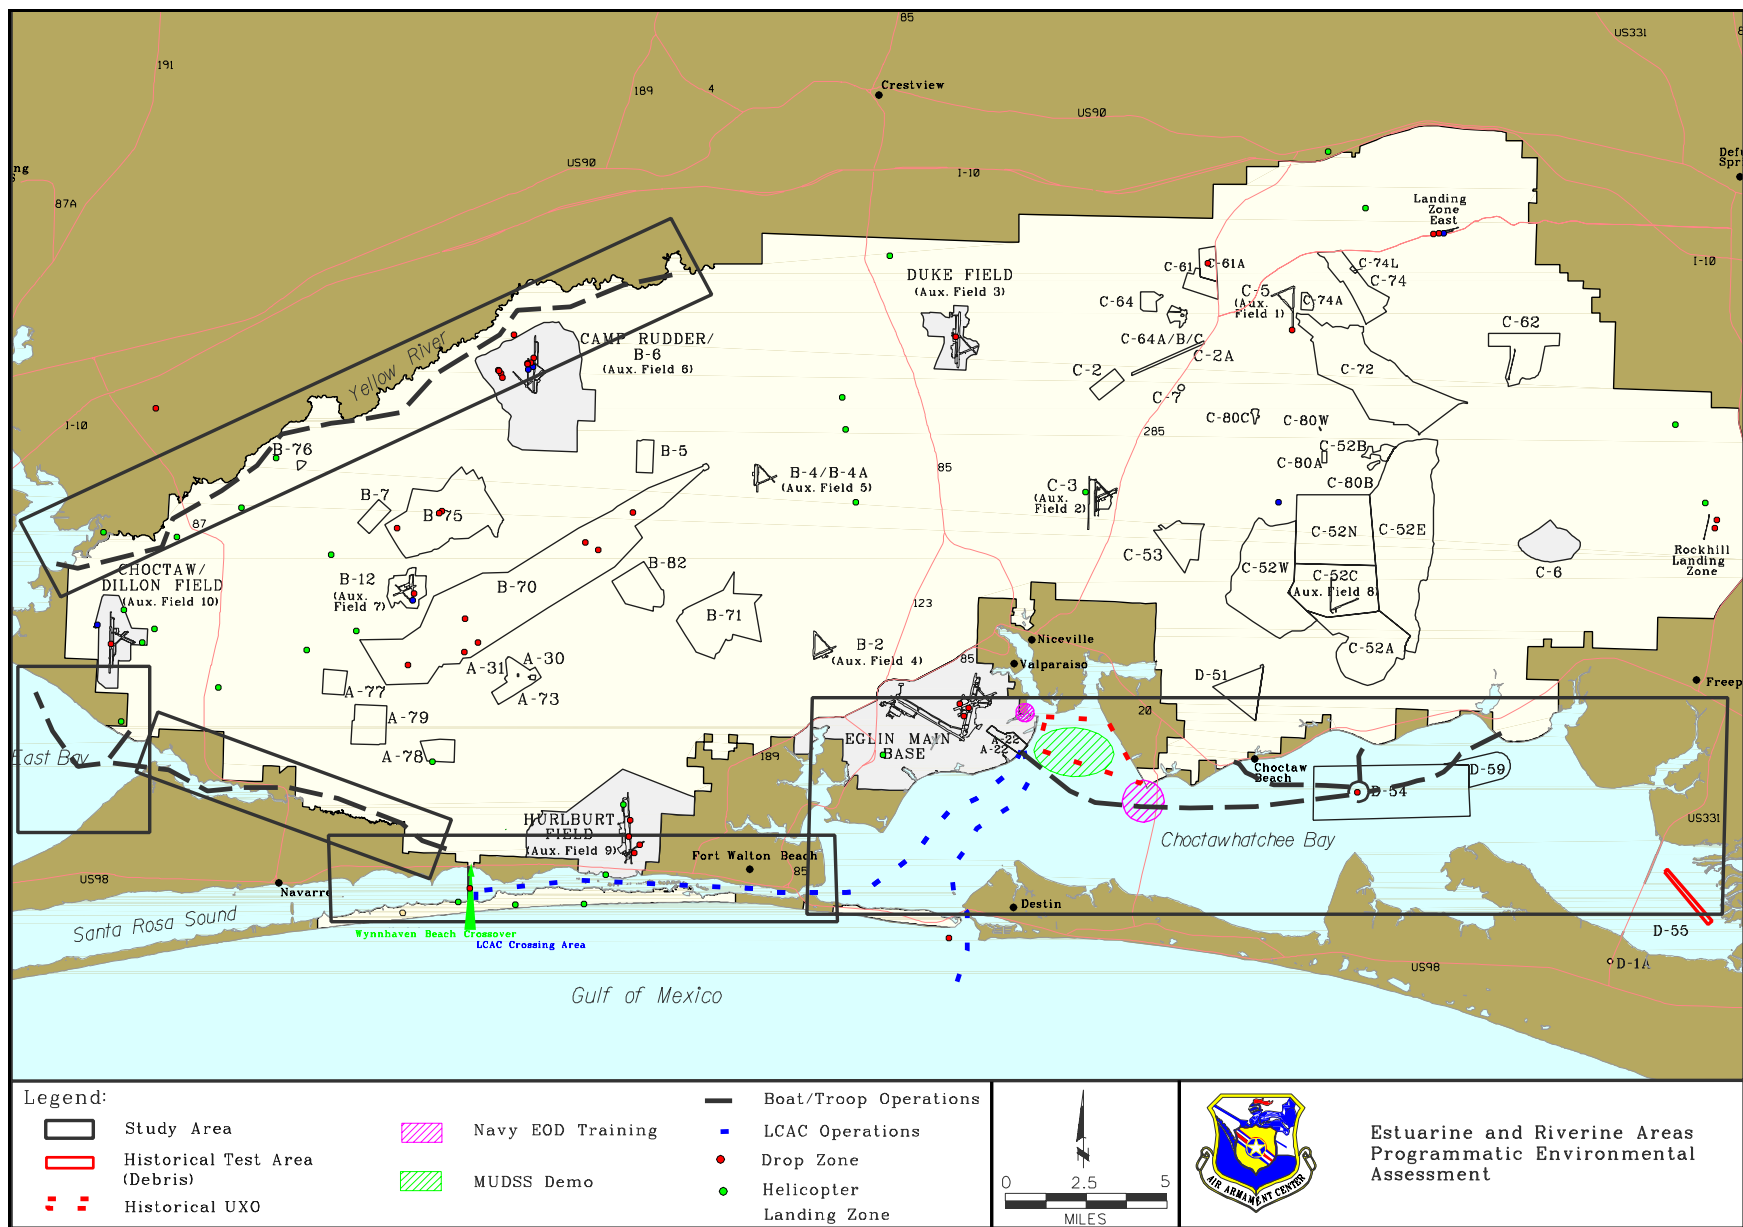 85
US331
191
189
4
Crestview
US90
US90
I-10
87A
Landing
Zone
East
I-10
DUKE FIELD
(Aux. Field 3)
C-61
C-61A
C-74L
C-74
C-64
C-5
(Aux.
Field 1)
C-74A
C-64A/B/C
C-62
Yellow River
CAMP RUDDER/
B-6
(Aux. Field 6)
C-2A
C-2
C-72
C-7
I-10
C-80C
C-80W
285
B-76
B-5
C-52B
C-80A
B-4/B-4A
(Aux. Field 5)
85
C-80B
C-3
(Aux.
Field 2)
B-7
B-75
87
C-52N
C-52E
C-53
Rockhill
Landing
Zone
C-6
CHOCTAW/
DILLON FIELD
(Aux. Field 10)
B-12
(Aux.
Field 7)
B-70
B-82
C-52W
C-52C
(Aux. Field 8)
123
B-71
Niceville
B-2
(Aux. Field 4)
85
Valparaiso
C-52A
A-31
A-30
A-73
A-77
D-51
Freep
A-79
20
A-78
EGLIN MAIN
BASE
A-22
A-22
189
East Bay
Choctaw
Beach
D-59
D-54
HURLBURT
FIELD
(Aux. Field 9)
Choctawhatchee Bay
US331
Fort Walton Beach
85
US98
Navarre
Destin
Santa Rosa Sound
Wynnhaven Beach Crossover
LCAC Crossing Area
D-55
D-1A
US98
Gulf of Mexico
Legend:
Study Area
Historical Test Area
(Debris)
Historical UXO
Navy EOD Training
MUDSS Demo
Boat/Troop Operations
LCAC Operations
Drop Zone
Helicopter
Landing Zone
N
0 2.5 5
MILES
AIR ARMAMENT CENTER
Estuarine and Riverine Areas
Programmatic Environmental
Assessment